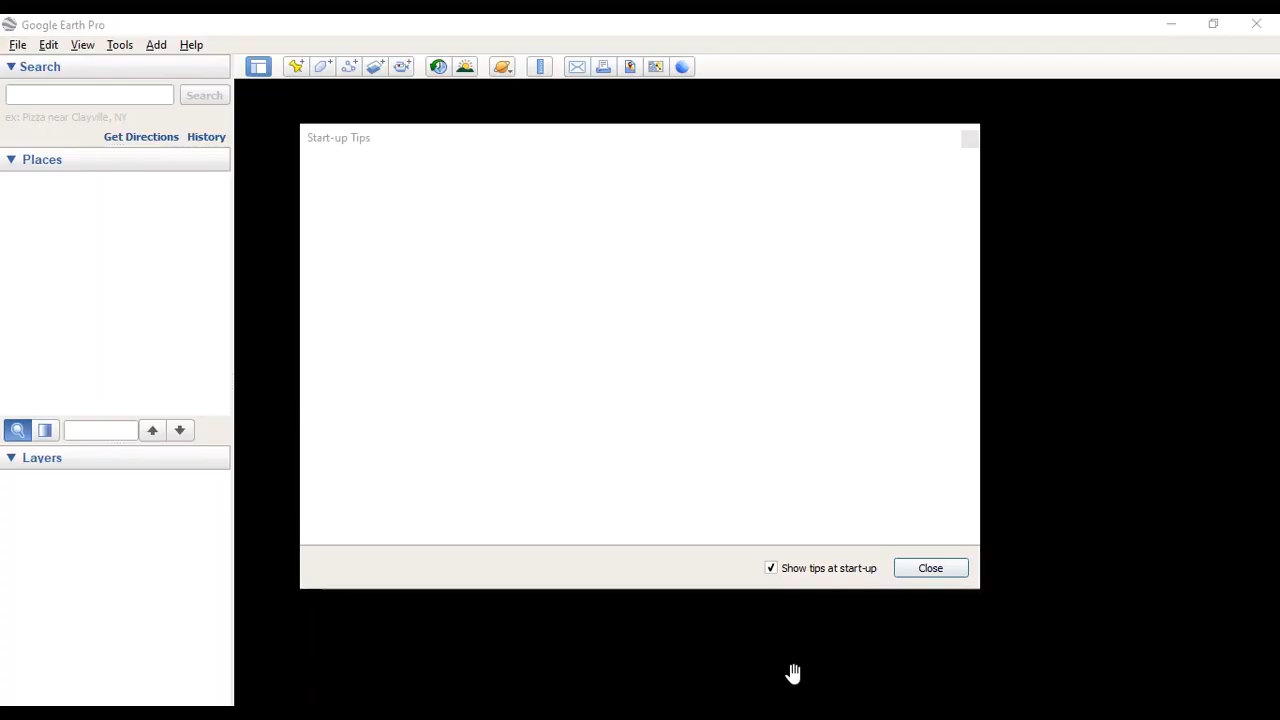 Google Earth Pro
File Edit View Tools Add Help
Search
Search
ex: Pizza near Clayville, NY
Get Directions History
Places
Layers
Start-up Tips
Show tips at start-up Close